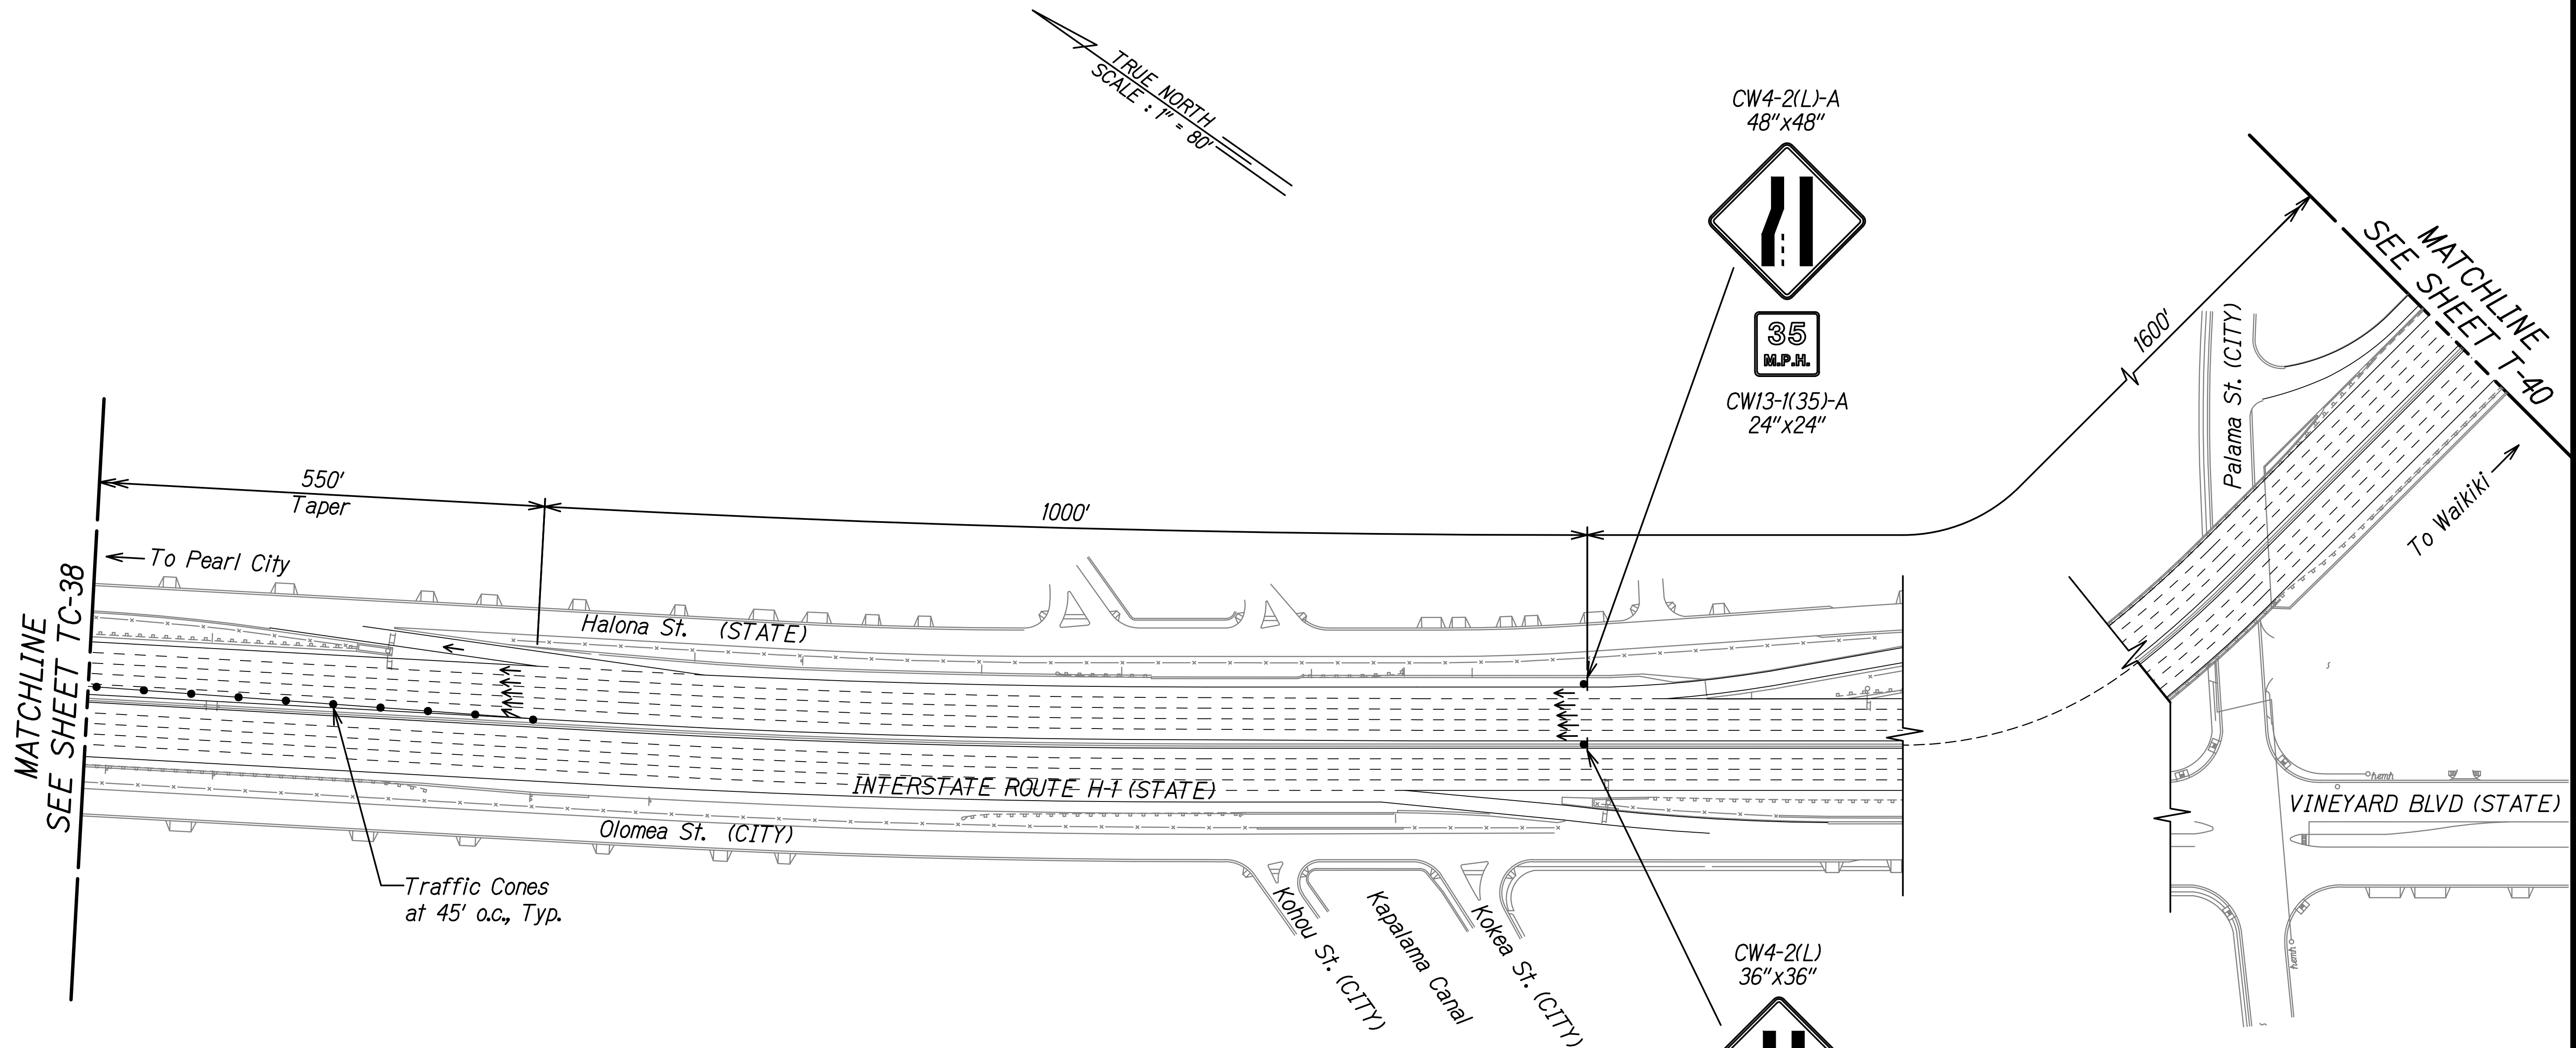 TRUE NORTH
SCALE : 1" = 80'
CW4-2(L)-A
48"x48"
35
M.P.H.
CW13-1(35)-A
24"x24"
MATCHLINE
SEE SHEET T-40
1600'
Palama St. (CITY)
To Waikiki
550'
Taper
1000'
To Pearl City
MATCHLINE
SEE SHEET TC-38
Halona St. (STATE)
INTERSTATE ROUTE H-1 (STATE)
Olomea St. (CITY)
VINEYARD BLVD (STATE)
hemh
hemh
Traffic Cones
at 45' o.c., Typ.
Kohou St. (CITY)
Kapalama Canal
Kokea St. (CITY)
CW4-2(L)
36"x36"